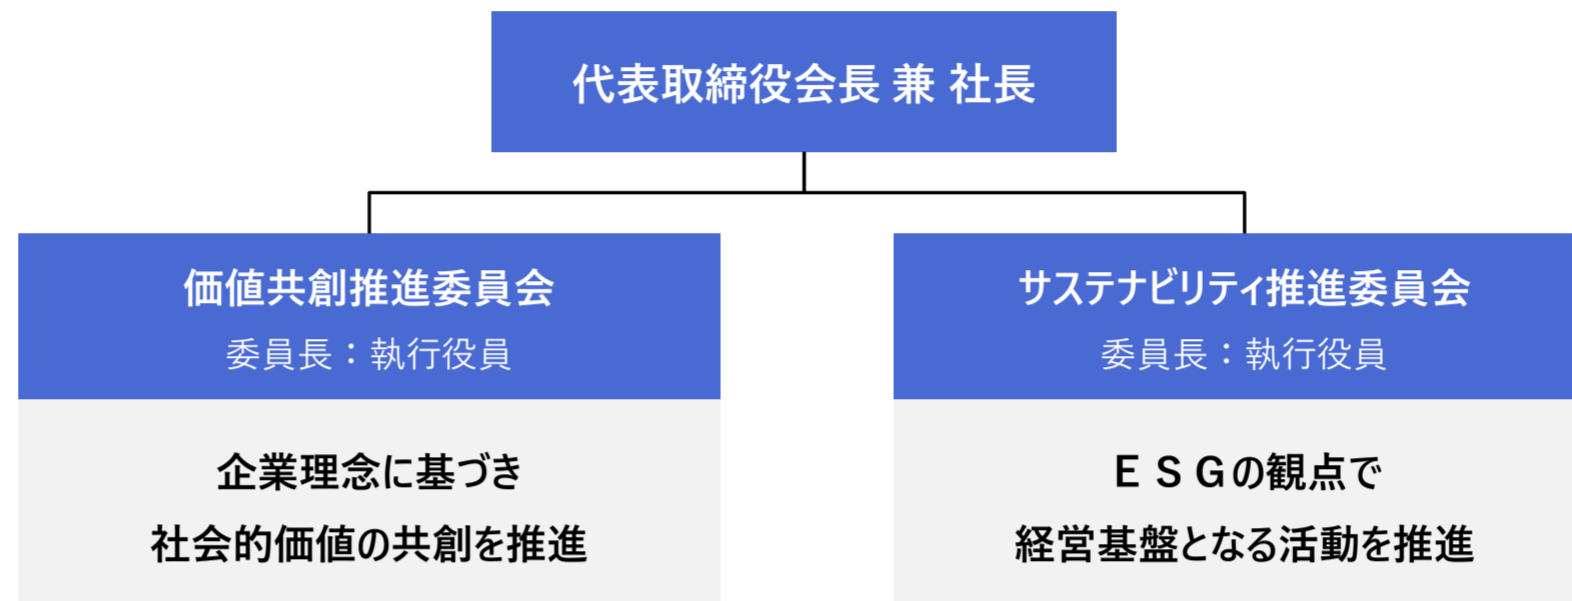 代表取締役会長 兼 社長
価値共創推進委員会
委員長：執行役員
企業理念に基づき
社会的価値の共創を推進
サステナビリティ推進委員会
委員長：執行役員
ＥＳＧの観点で
経営基盤となる活動を推進